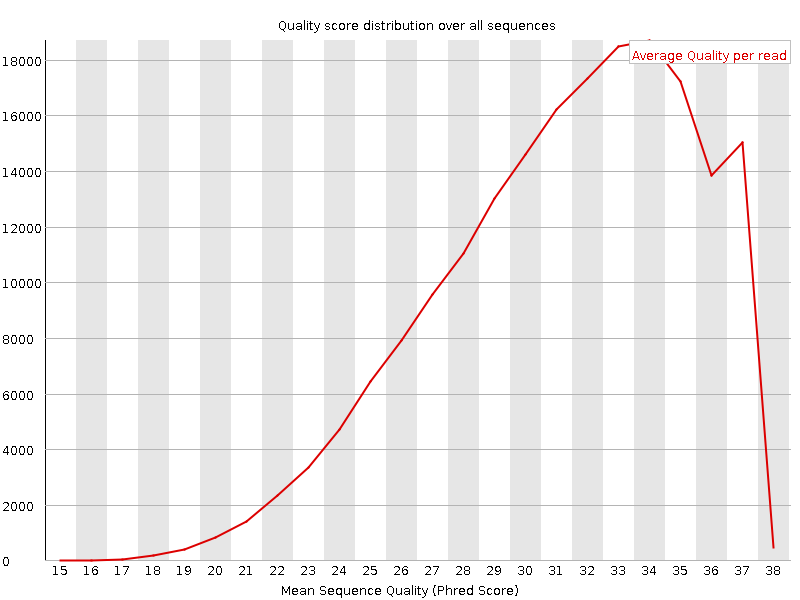 Quality score distribution over all sequences
Average Quality per read
18000
16000
14000
12000
10000
8000
6000
4000
2000
0
15 16 17 18 19 20 21 22 23 24 25 26 27 28 29 30 31 32 33 34 35 36 37 38
Mean Sequence Quality (Phred Score)